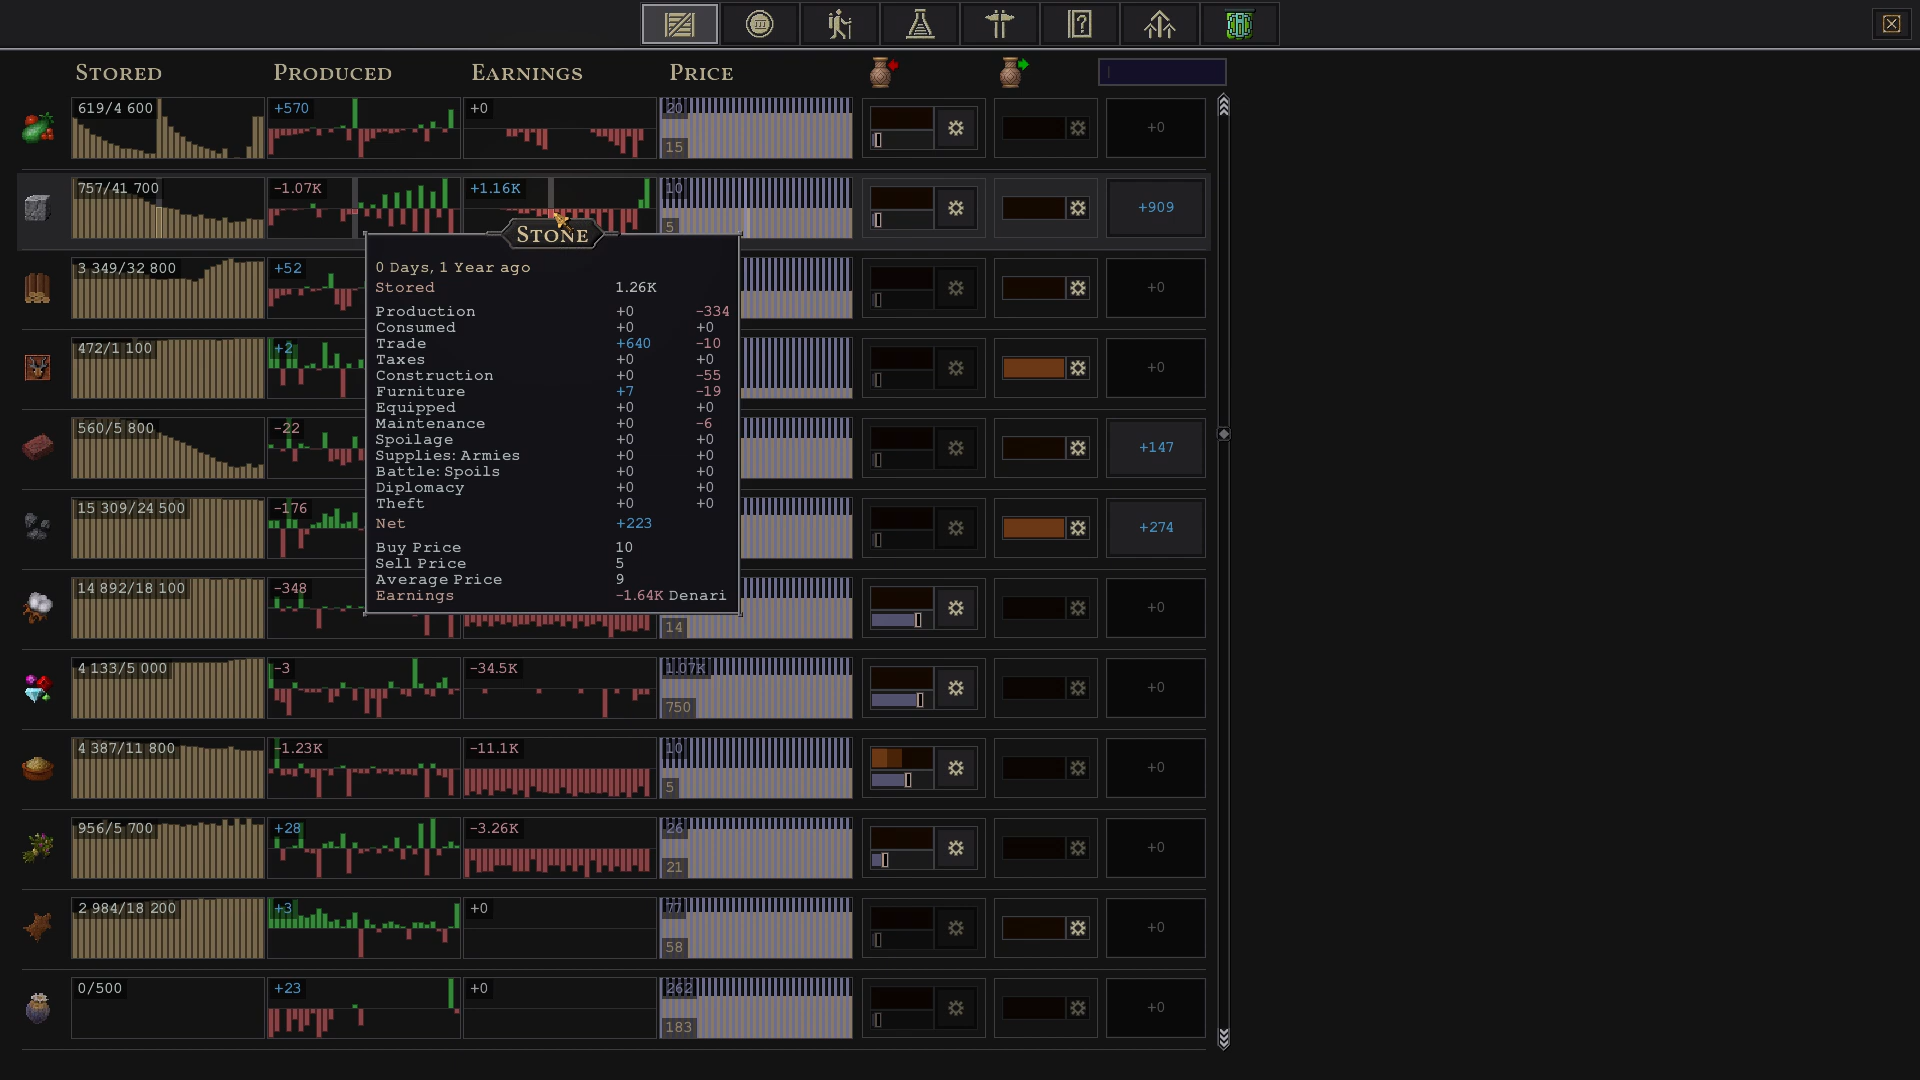 STORED PRODUCED EARNINGS PRICE
619/4 600 +570 +0 20
15
+0
757/41 700 -1.07K +1.16K 10
5
+909
STONE
0 Days, 1 Year ago
Stored 1.26K
Production +0 -334
Consumed +0 +0
Trade +640 -10
Taxes +0 +0
Construction +0 -55
Furniture +7 -19
Equipped +0 +0
Maintenance +0 -6
Spoilage +0 +0
Supplies: Armies +0 +0
Battle: Spoils +0 +0
Diplomacy +0 +0
Theft +0 +0
Net +223
Buy Price 10
Sell Price 5
Average Price 9
Earnings -1.64K Denari
3 349/32 800 +52
+0
472/1 100 +2
+0
560/5 800 -22
+147
15 309/24 500 -176
+274
14 892/18 100 -348
14
+0
4 133/5 000 -3 -34.5K 1.07K
750
+0
4 387/11 800 -1.23K -11.1K 10
5
+0
956/5 700 +28 -3.26K 26
21
+0
2 984/18 200 +3 +0 77
58
+0
0/500 +23 +0 262
183
+0